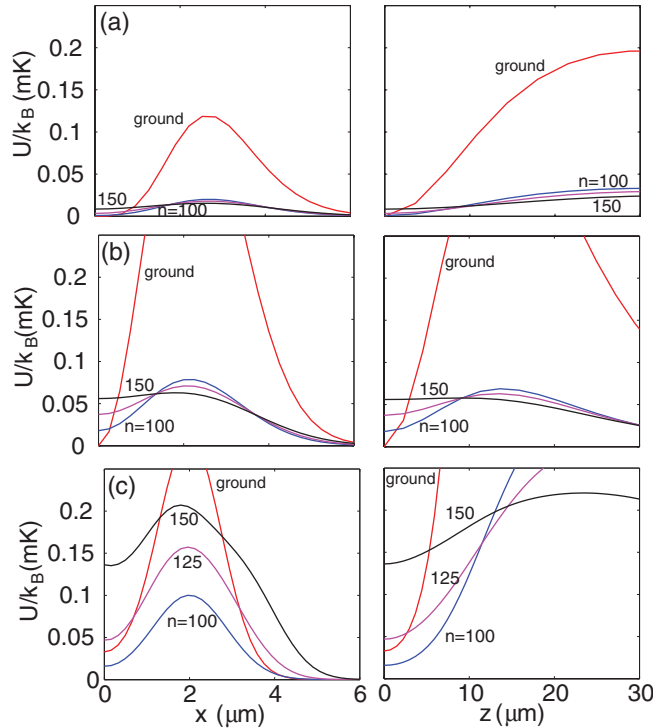 (a)
U/kB (mK)
0.2
0.15
0.1
0.05
0
ground
150
n=100
ground
n=100
150
(b)
U/kB(mK)
0.2
0.15
0.1
0.05
0
ground
150
n=100
ground
150
n=100
(c)
U/kB(mK)
0.2
0.15
0.1
0.05
0
ground
150
125
n=100
0 2 4 6
x (μm)
ground
150
125
n=100
0 10 20 30
z (μm)